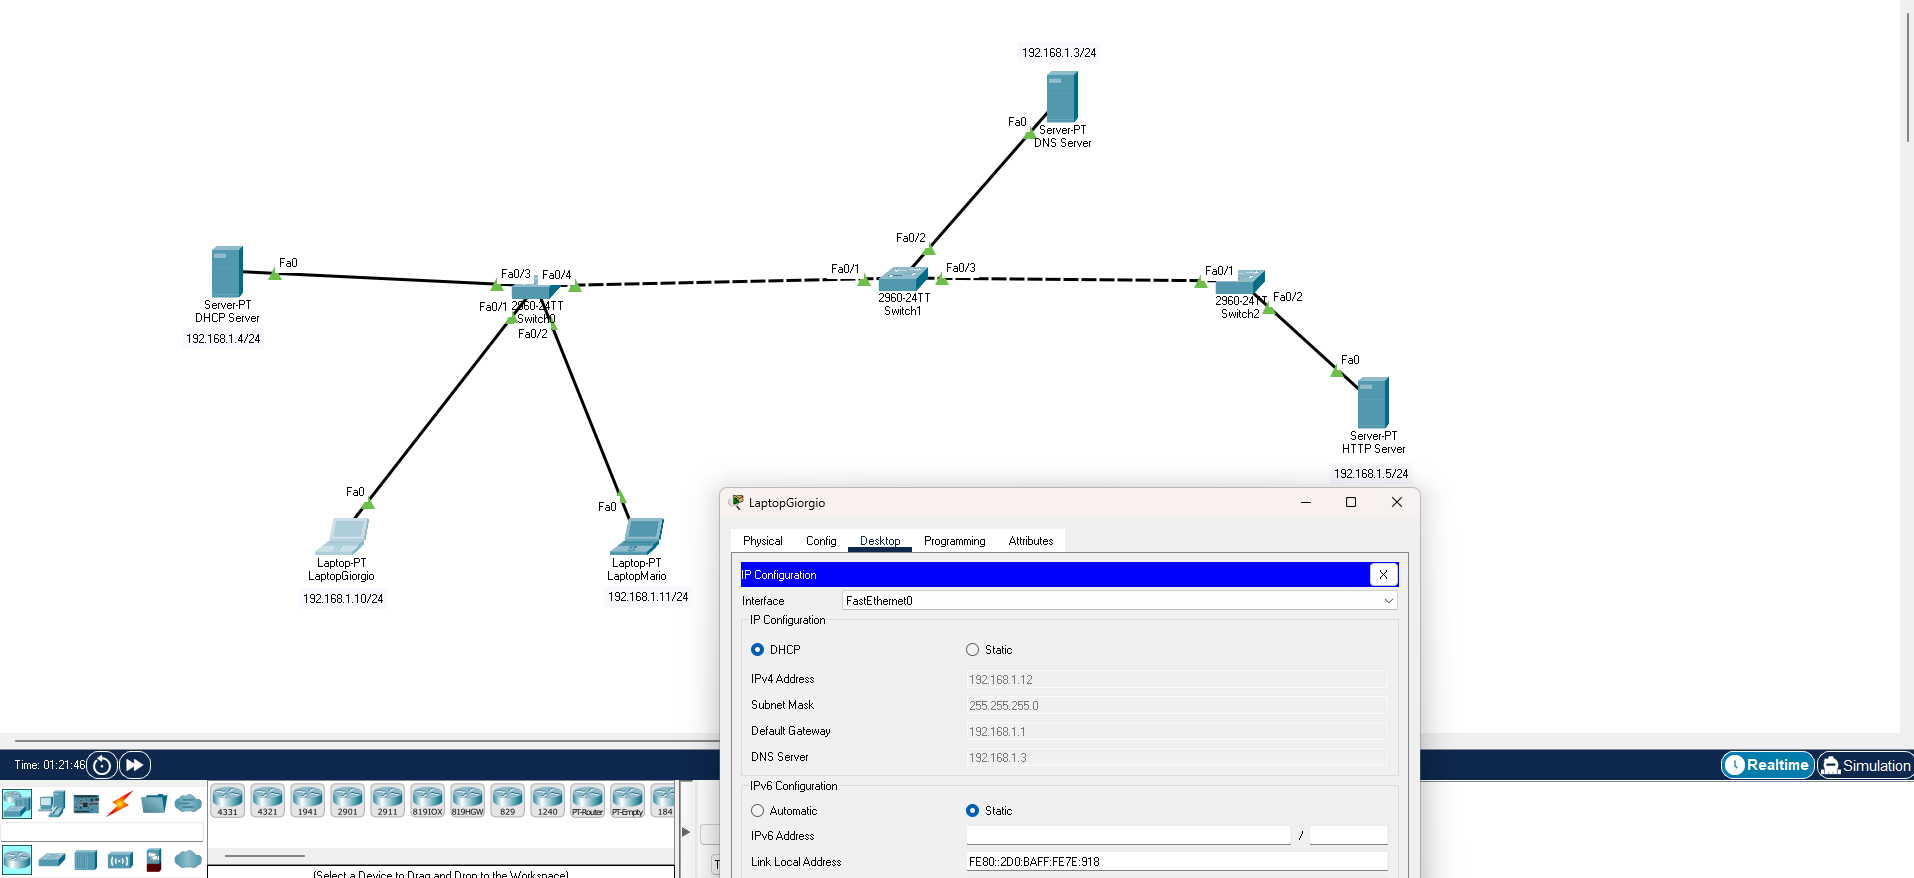 192.168.1.3/24
Fa0
Server-PT
DNS Server
Fa0/2
Fa0
Fa0/3
Fa0/4
Fa0/1
Fa0/3
Fa0/1
Server-PT
DHCP Server
192.168.1.4/24
Fa0/1
2960-24TT
Switch0
Fa0/2
2960-24TT
Switch1
2960-24TT
Switch2
Fa0/2
Fa0
Server-PT
HTTP Server
192.168.1.5/24
Fa0
Fa0
Laptop-PT
LaptopGiorgio
192.168.1.10/24
Laptop-PT
LaptopMario
192.168.1.11/24
LaptopGiorgio
Physical Config Desktop Programming Attributes
IP Configuration X
Interface FastEthernet0
IP Configuration
DHCP Static
IPv4 Address 192.168.1.12
Subnet Mask 255.255.255.0
Default Gateway 192.168.1.1
DNS Server 192.168.1.3
IPv6 Configuration
Automatic Static
IPv6 Address /
Link Local Address FE80::2D0:BAFF:FE7E:918
Time: 01:21:46
Realtime Simulation
4331 4321 1941 2901 2911 819IOX 819HGW 829 1240 PT-Router PT-Empty 184
T
(Select a Device to Drag and Drop to the Workspace)